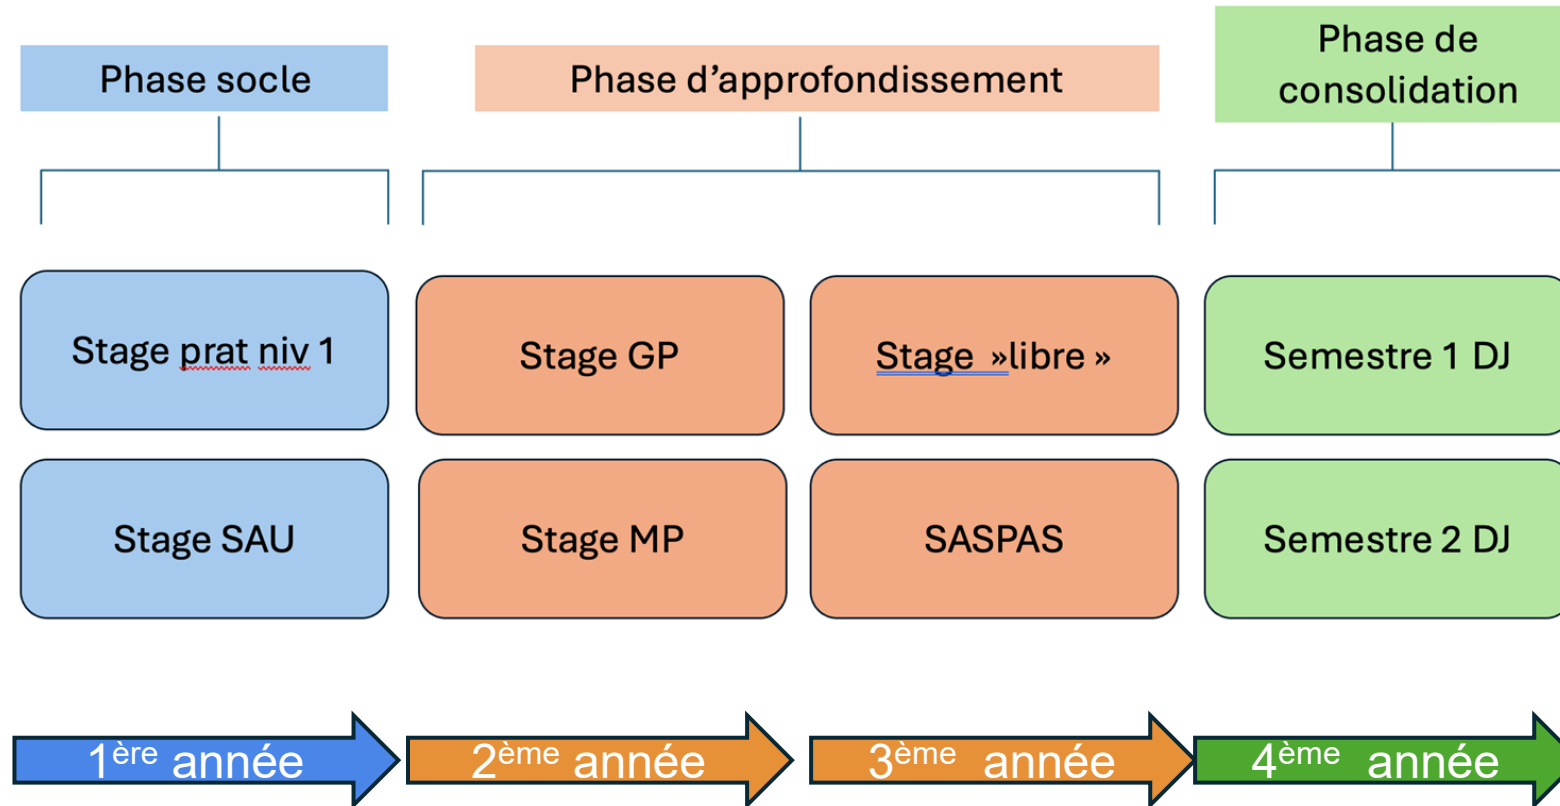 Phase socle
Phase d’approfondissement
Phase de
consolidation
Stage prat niv 1
Stage GP
Stage »libre »
Semestre 1 DJ
Stage SAU
Stage MP
SASPAS
Semestre 2 DJ
1ère année
2ème année
3ème année
4ème année